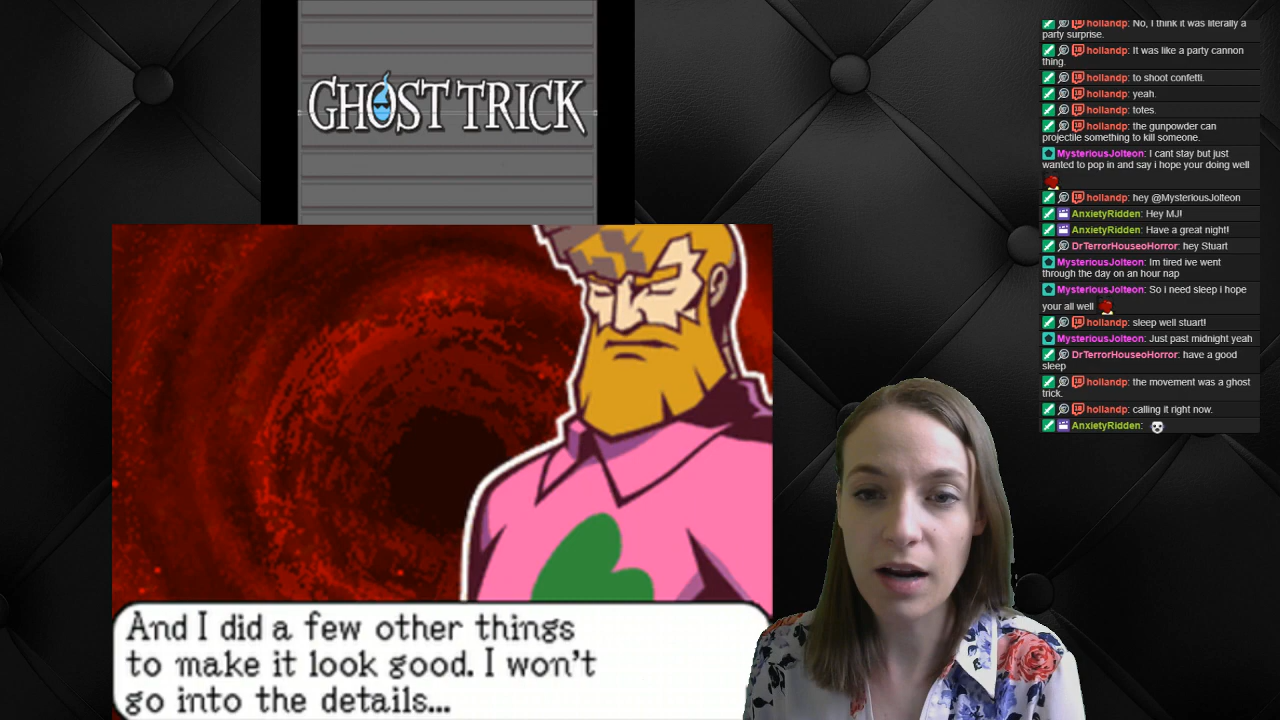 GHOST TRICK
And I did a few other things
to make it look good. I won't
go into the details...
hollandp: No, I think it was literally a
party surprise.
hollandp: It was like a party cannon
thing.
hollandp: to shoot confetti.
hollandp: yeah.
hollandp: totes.
hollandp: the gunpowder can
projectile something to kill someone.
MysteriousJolteon: I cant stay but just
wanted to pop in and say i hope your doing well
hollandp: hey @MysteriousJolteon
AnxietyRidden: Hey MJ!
AnxietyRidden: Have a great night!
DrTerrorHouseoHorror: hey Stuart
MysteriousJolteon: Im tired ive went
through the day on an hour nap
MysteriousJolteon: So i need sleep i hope
your all well
hollandp: sleep well stuart!
MysteriousJolteon: Just past midnight yeah
DrTerrorHouseoHorror: have a good
sleep
hollandp: the movement was a ghost
trick.
hollandp: calling it right now.
AnxietyRidden: